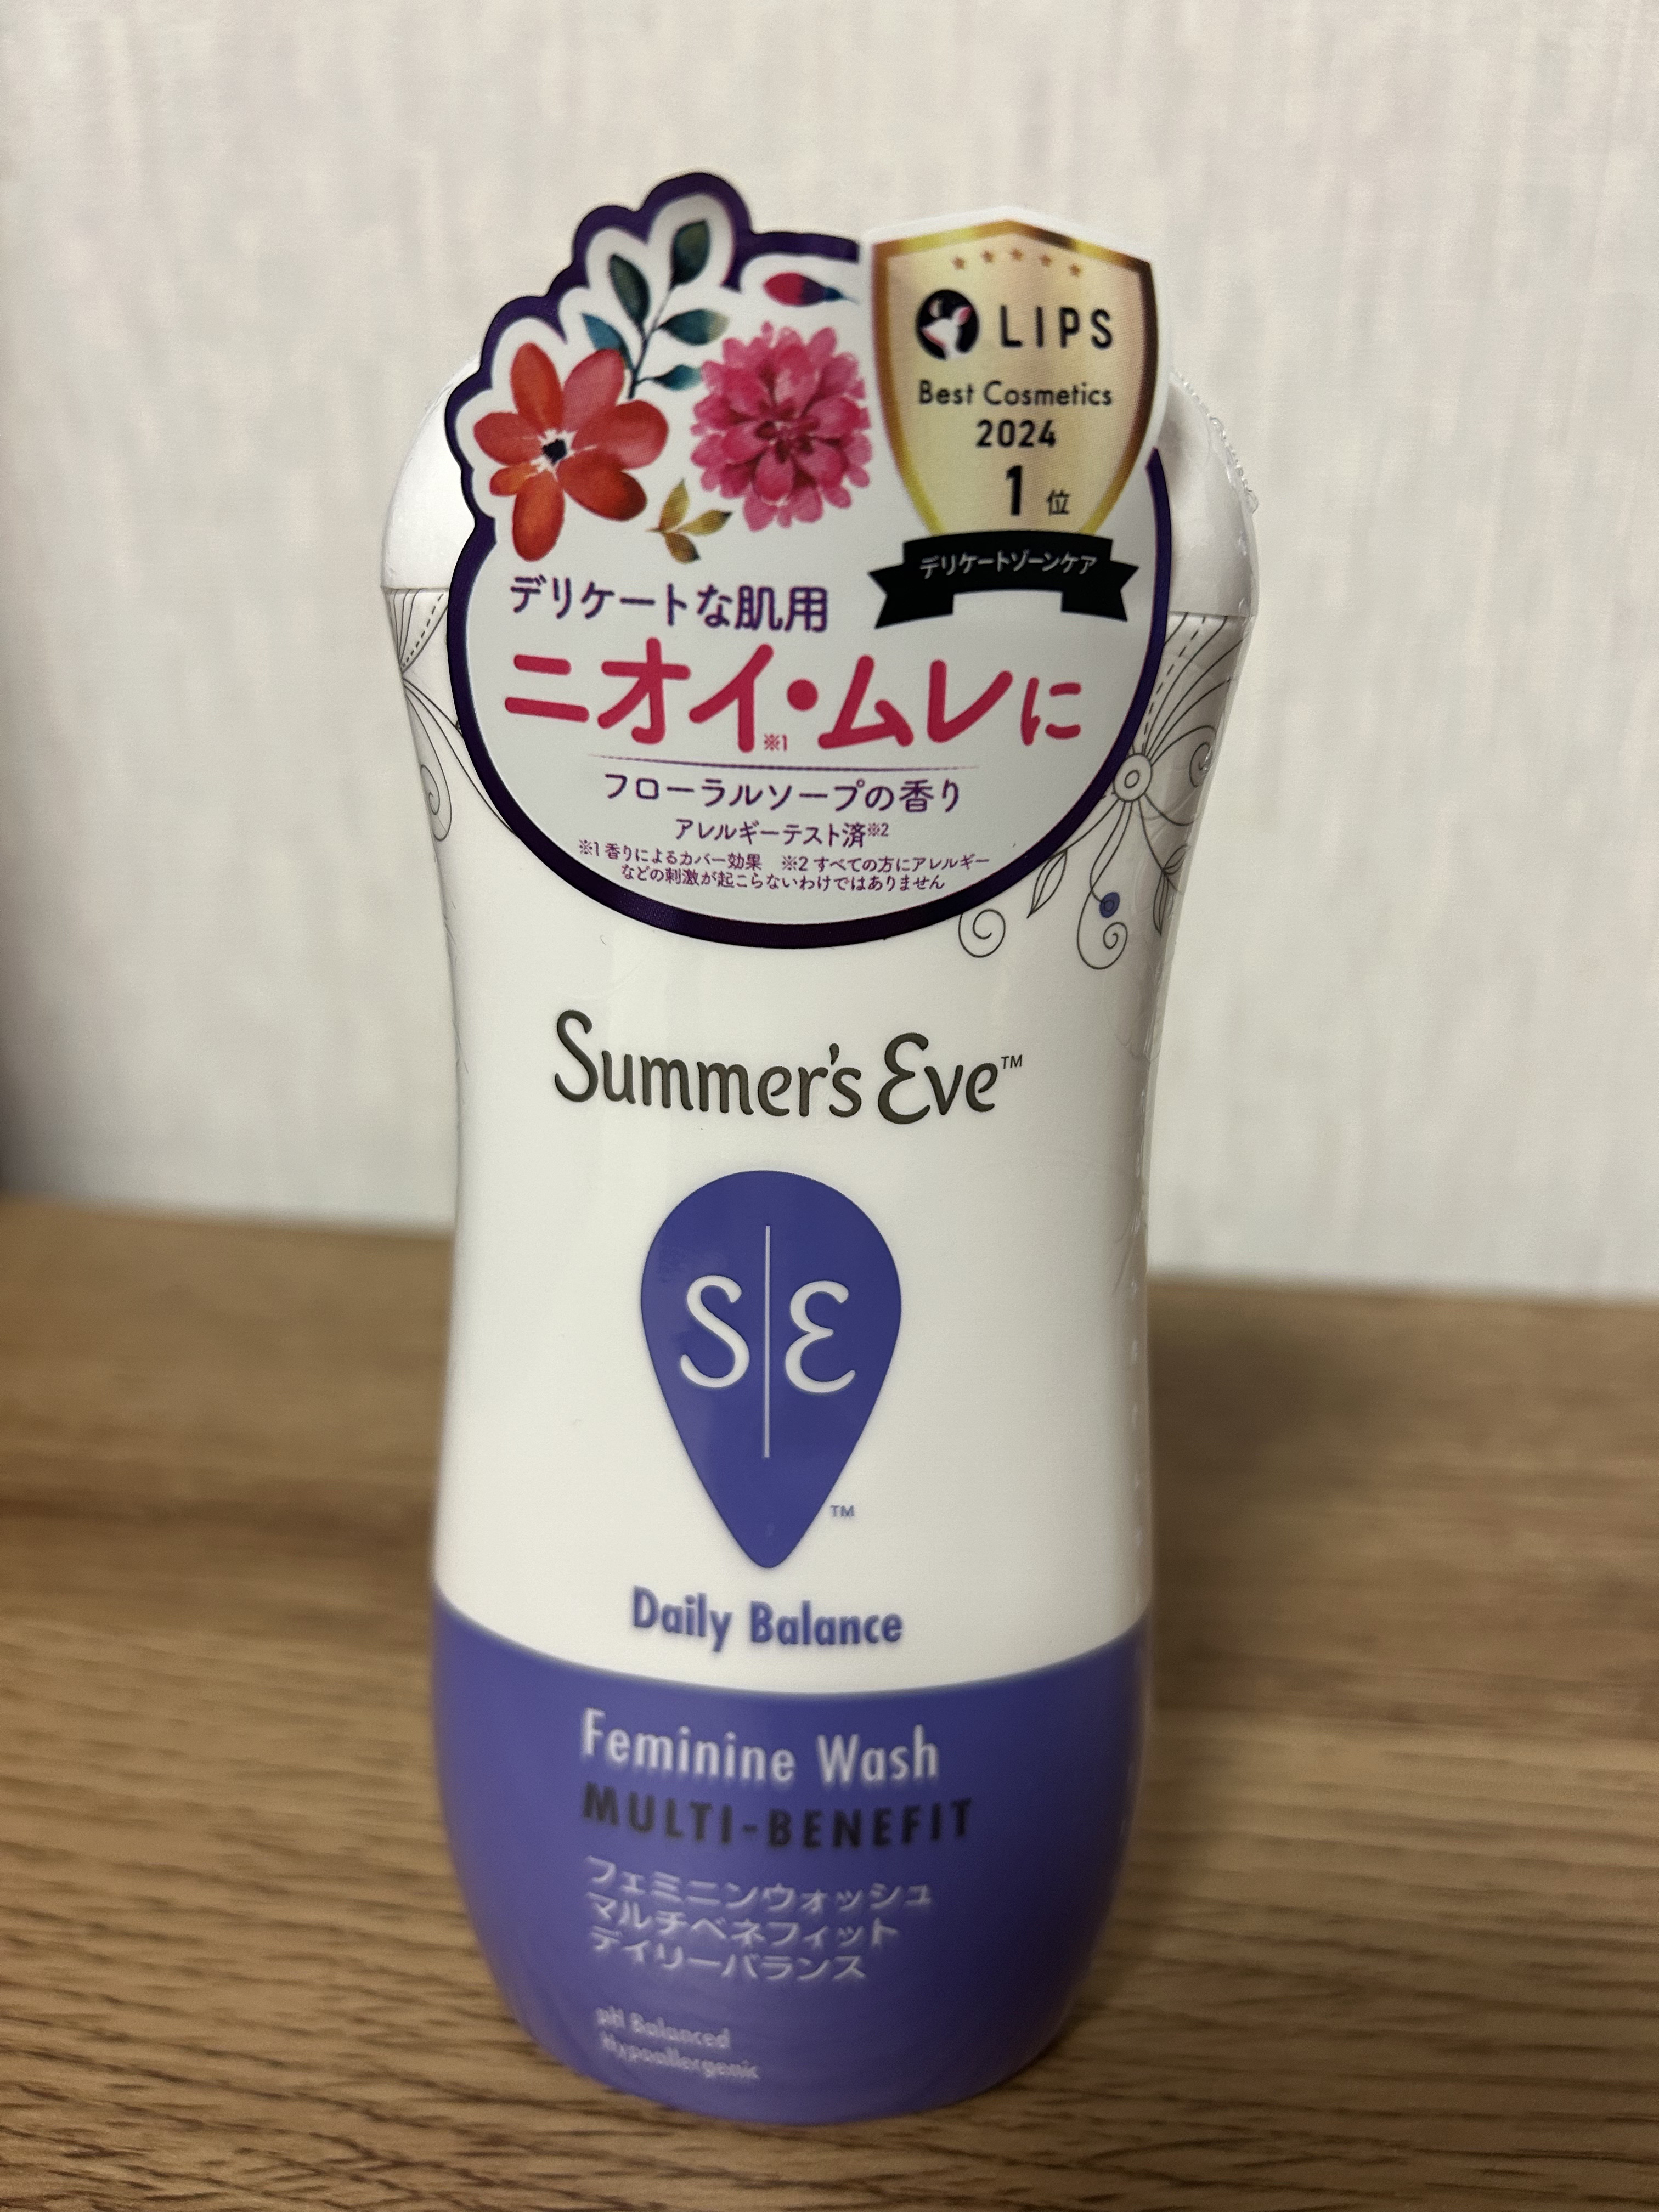 LIPS
Best Cosmetics
2024
1位
デリケートゾーンケア
デリケートな肌用
ニオイ※1・ムレに
フローラルソープの香り
アレルギーテスト済※2
※1 香りによるカバー効果　※2 すべての方にアレルギー
などの刺激が起こらないわけではありません
Summer's Eve™
S|E
™
Daily Balance
Feminine Wash
MULTI-BENEFIT
フェミニンウォッシュ
マルチベネフィット
デイリーバランス
pH Balanced
Hypoallergenic